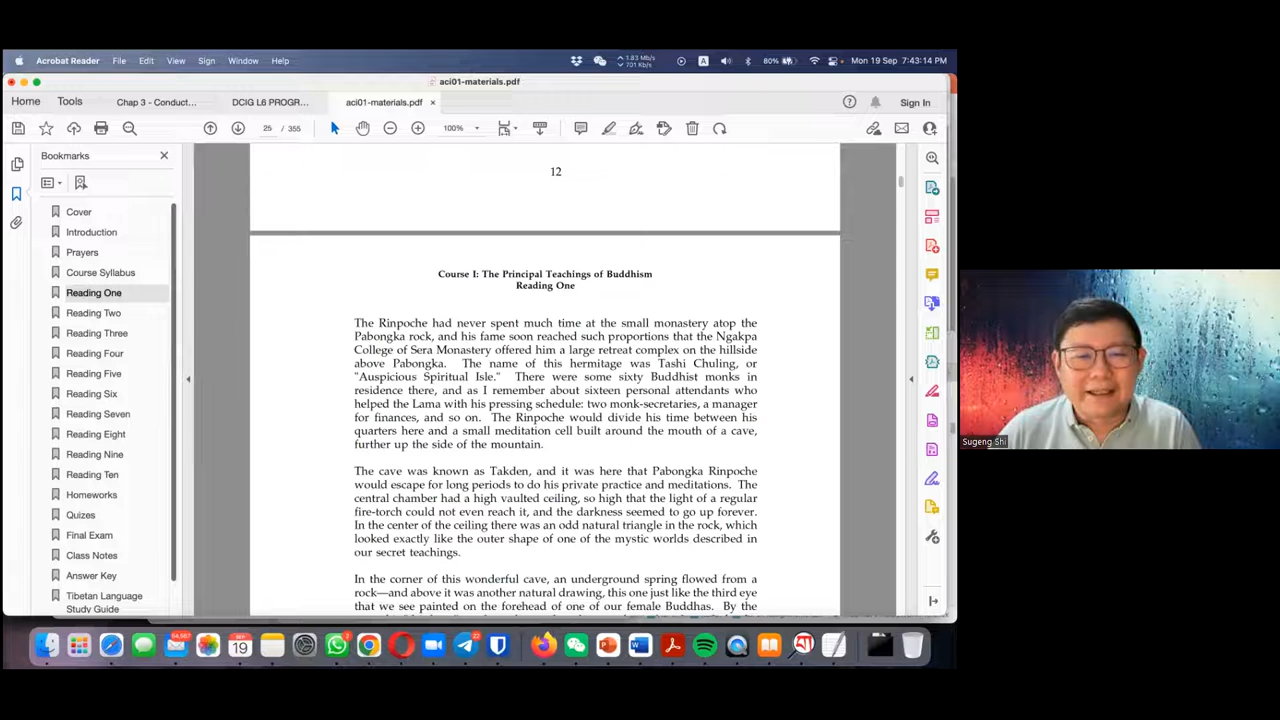 Acrobat Reader File Edit View Sign Window Help 1.83 Mb/s 701 Kb/s A 80% Mon 19 Sep 7:43:14 PM
aci01-materials.pdf
Home Tools Chap 3 - Conduct... DCIG L6 PROGR... aci01-materials.pdf × ? Sign In
25 / 355 100%
Bookmarks
Cover
Introduction
Prayers
Course Syllabus
Reading One
Reading Two
Reading Three
Reading Four
Reading Five
Reading Six
Reading Seven
Reading Eight
Reading Nine
Reading Ten
Homeworks
Quizes
Final Exam
Class Notes
Answer Key
Tibetan Language
Study Guide
12
Course I: The Principal Teachings of Buddhism
Reading One
The Rinpoche had never spent much time at the small monastery atop the
Pabongka rock, and his fame soon reached such proportions that the Ngakpa
College of Sera Monastery offered him a large retreat complex on the hillside
above Pabongka. The name of this hermitage was Tashi Chuling, or
"Auspicious Spiritual Isle." There were some sixty Buddhist monks in
residence there, and as I remember about sixteen personal attendants who
helped the Lama with his pressing schedule: two monk-secretaries, a manager
for finances, and so on. The Rinpoche would divide his time between his
quarters here and a small meditation cell built around the mouth of a cave,
further up the side of the mountain.
The cave was known as Takden, and it was here that Pabongka Rinpoche
would escape for long periods to do his private practice and meditations. The
central chamber had a high vaulted ceiling, so high that the light of a regular
fire-torch could not even reach it, and the darkness seemed to go up forever.
In the center of the ceiling there was an odd natural triangle in the rock, which
looked exactly like the outer shape of one of the mystic worlds described in
our secret teachings.
In the corner of this wonderful cave, an underground spring flowed from a
rock—and above it was another natural drawing, this one just like the third eye
that we see painted on the forehead of one of our female Buddhas. By the
Sugeng Shi
54,567 SEP 19 2 22